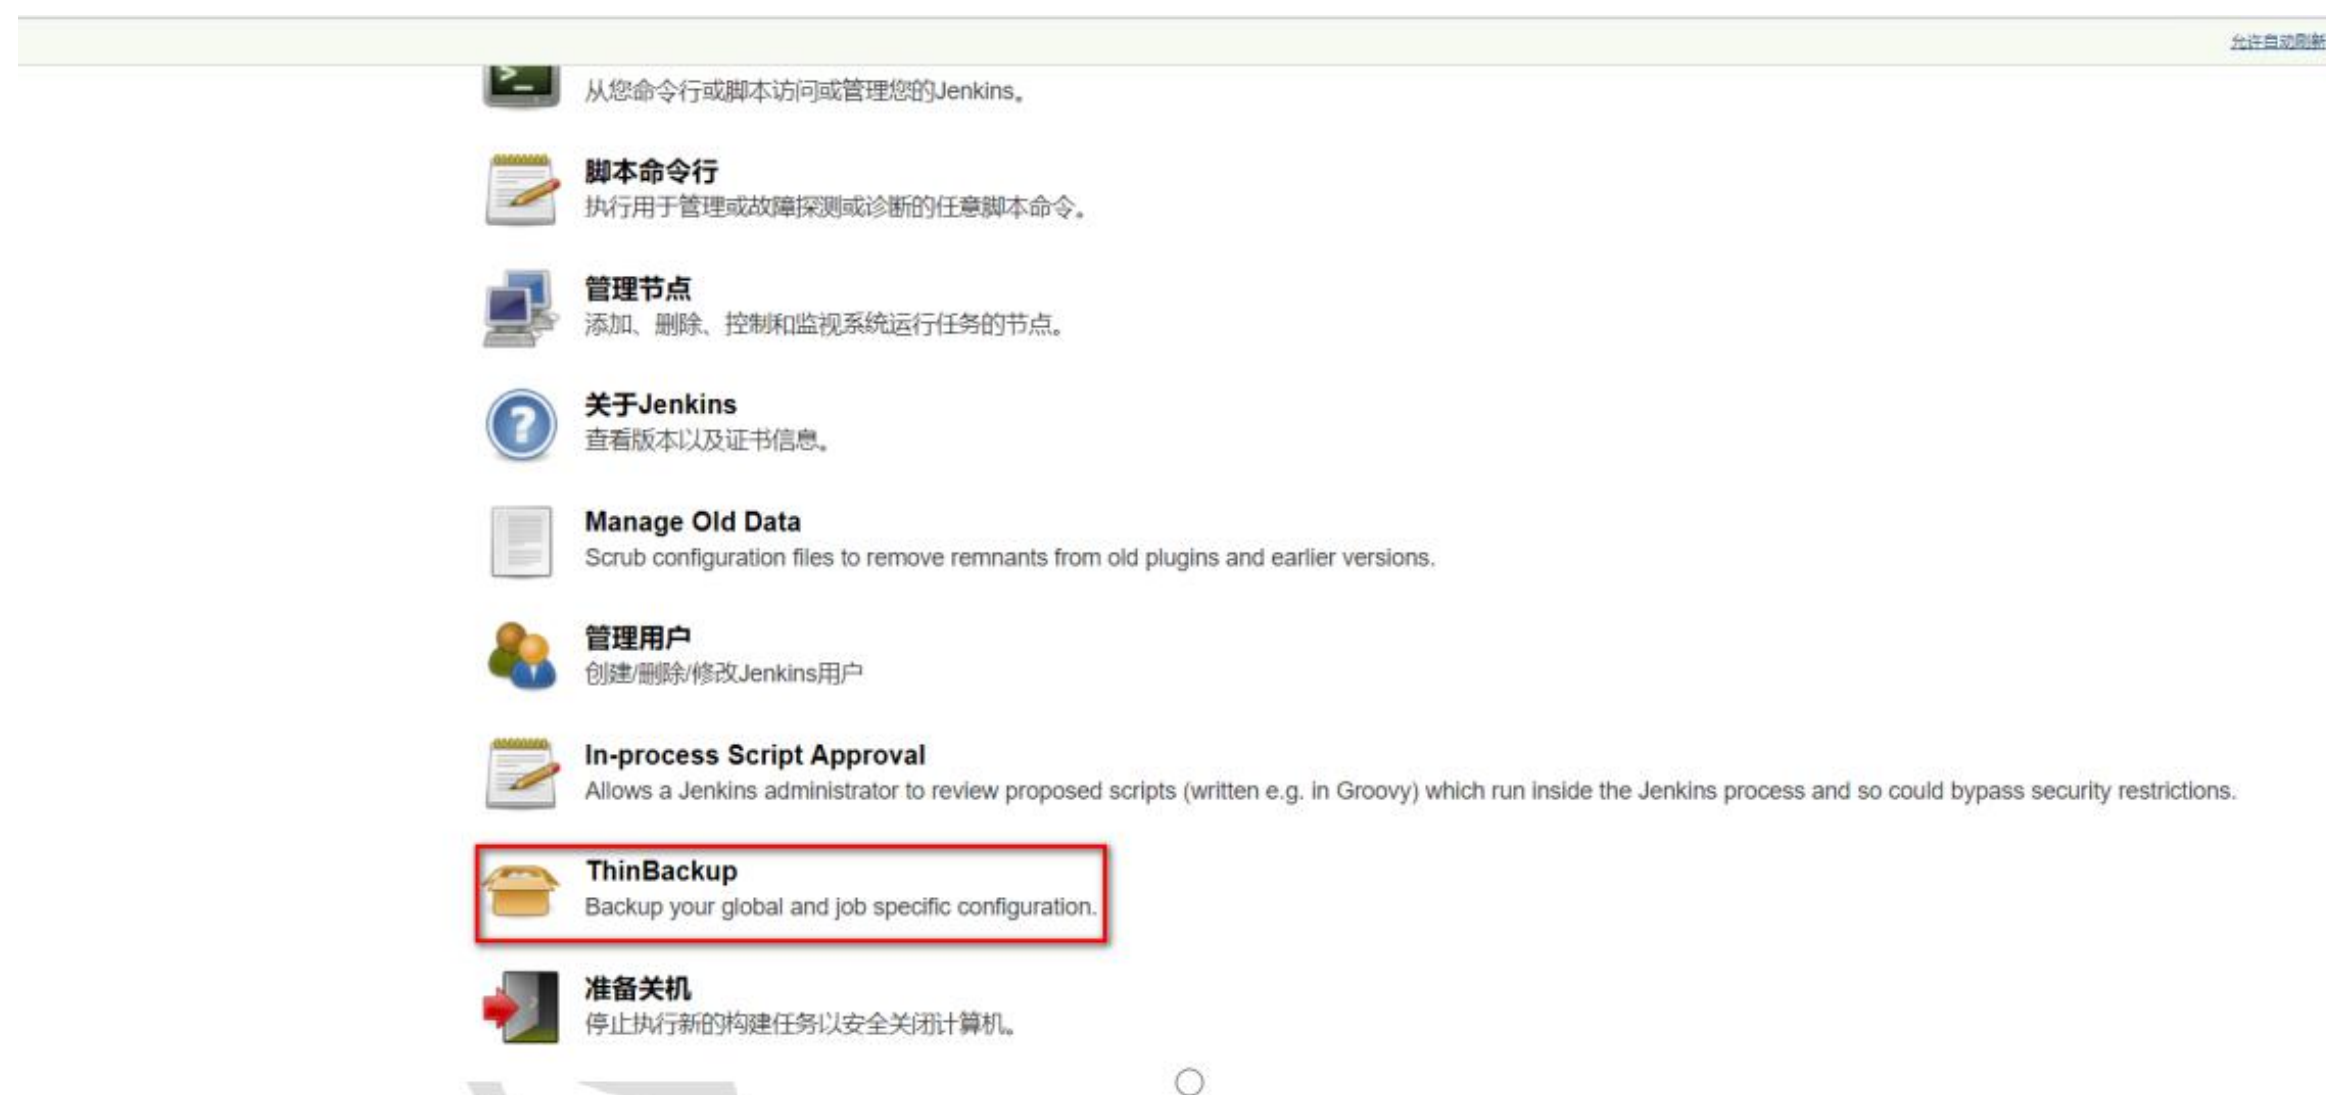 允许自动刷新
从您命令行或脚本访问或管理您的Jenkins。
脚本命令行
执行用于管理或故障探测或诊断的任意脚本命令。
管理节点
添加、删除、控制和监视系统运行任务的节点。
关于Jenkins
查看版本以及证书信息。
Manage Old Data
Scrub configuration files to remove remnants from old plugins and earlier versions.
管理用户
创建/删除/修改Jenkins用户
In-process Script Approval
Allows a Jenkins administrator to review proposed scripts (written e.g. in Groovy) which run inside the Jenkins process and so could bypass security restrictions.
ThinBackup
Backup your global and job specific configuration.
准备关机
停止执行新的构建任务以安全关闭计算机。